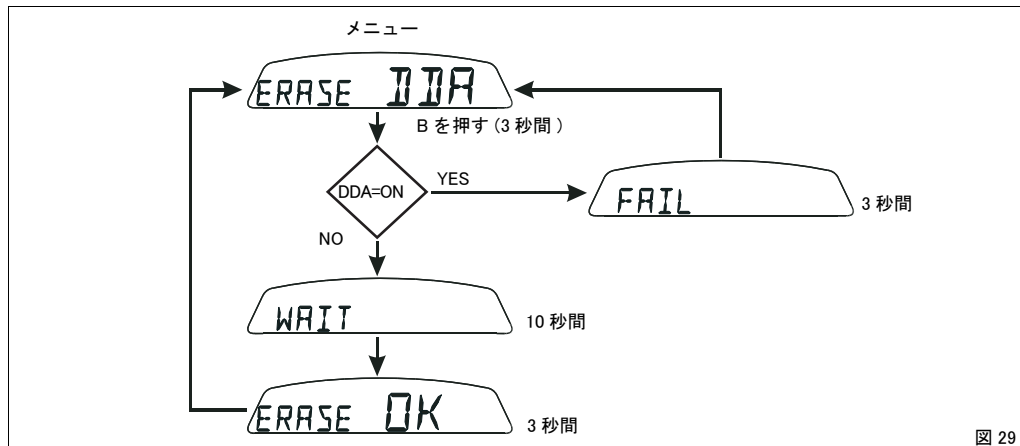 メニュー
ERASE DDA
B を押す (3 秒間 )
DDA=ON
YES
FAIL
3 秒間
NO
WAIT
10 秒間
ERASE OK
3 秒間
図 29